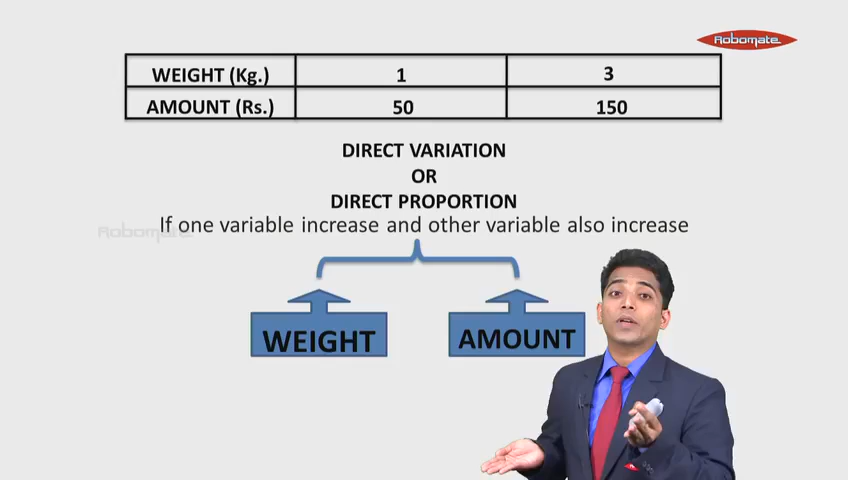 Robomate
WEIGHT (Kg.) 1 3
AMOUNT (Rs.) 50 150
DIRECT VARIATION
OR
DIRECT PROPORTION
If one variable increase and other variable also increase
Robomate
WEIGHT AMOUNT